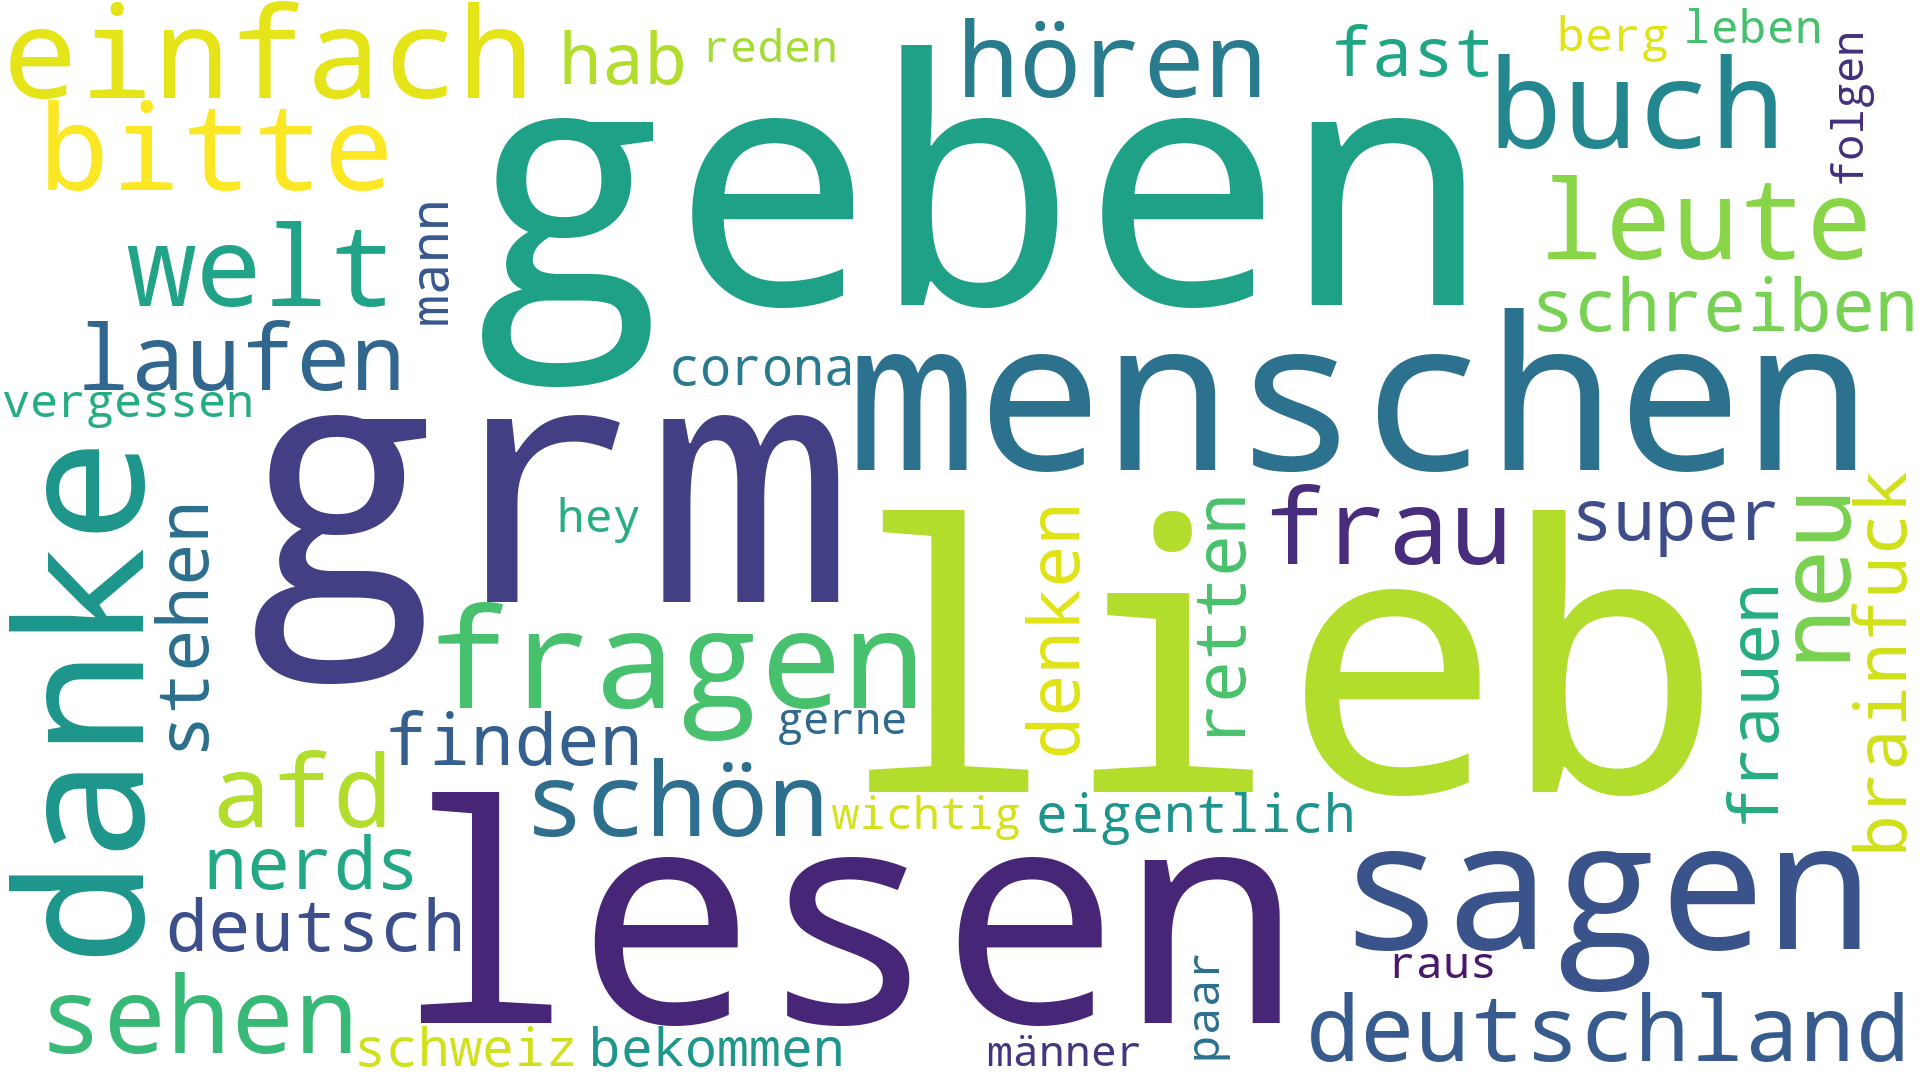 einfach
hab
reden
hören
fast
berg
leben
bitte
geben
buch
folgen
welt
mann
leute
schreiben
laufen
corona
menschen
vergessen
grm
danke
stehen
hey
lieb
denken
retten
frau
super
neu
brainfuck
frauen
fragen
finden
gerne
afd
schön
wichtig
eigentlich
nerds
lesen
sagen
deutsch
raus
paar
sehen
schweiz
bekommen
männer
deutschland